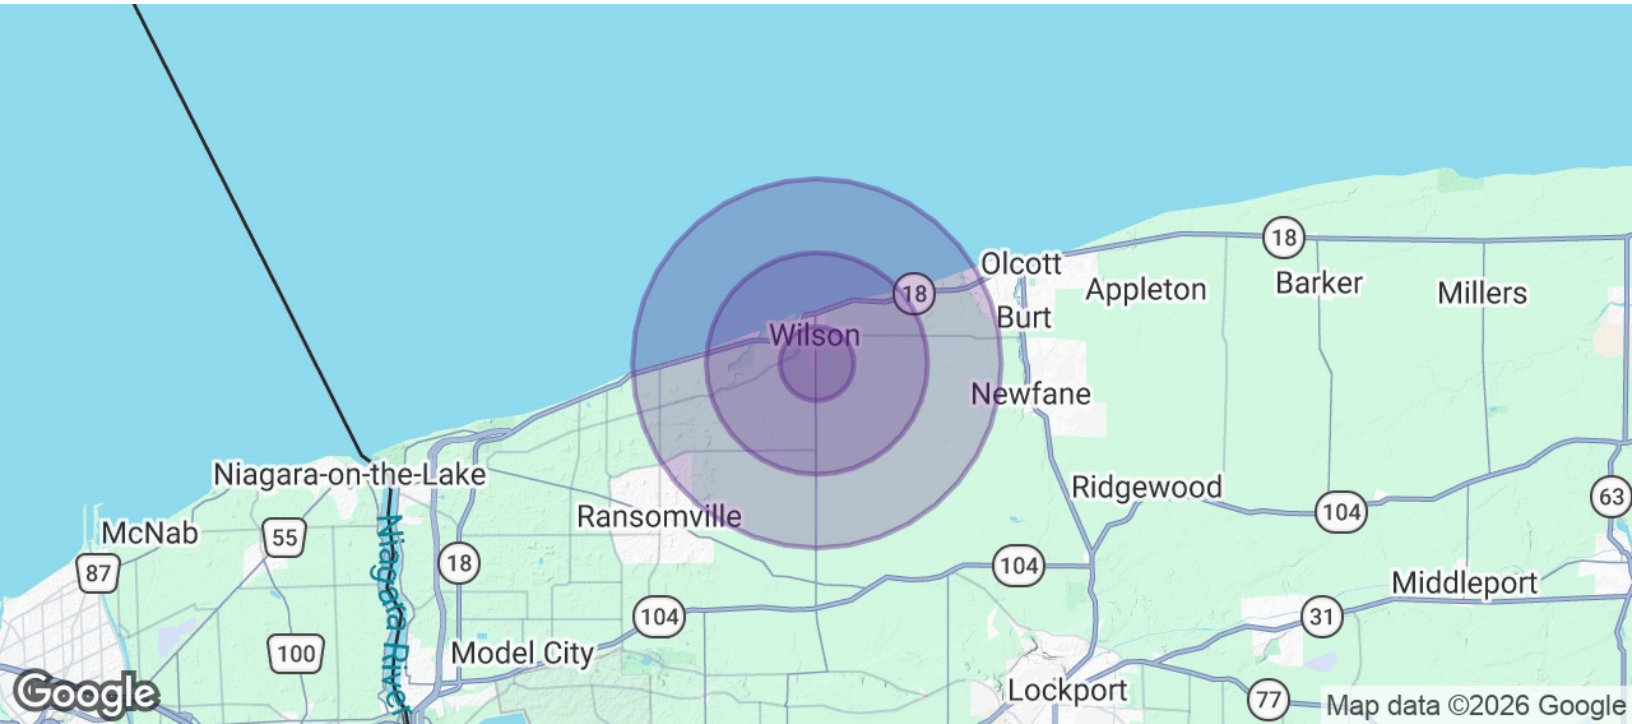 18
Olcott
Barker
Appleton
Millers
18
Burt
Wilson
Newfane
Niagara-on-the-Lake
Ridgewood
63
104
Ransomville
McNab
55
Niagara River
18
104
87
Middleport
104
31
100
Model City
Lockport
77
Google
Map data ©2026 Google